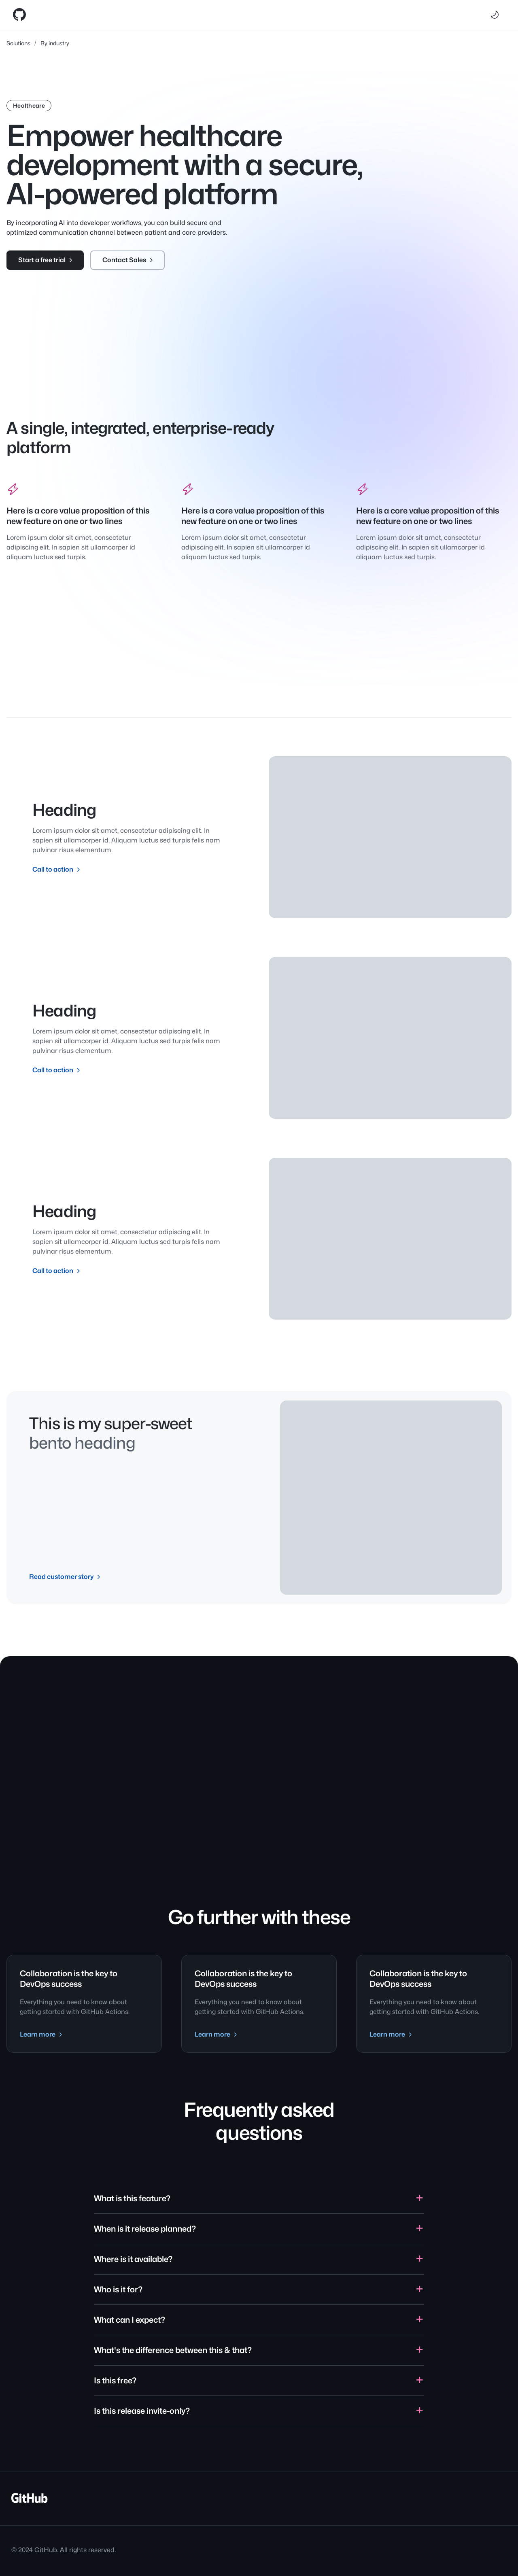 Solutions / By industry
Healthcare
Empower healthcare
development with a secure,
AI-powered platform
By incorporating AI into developer workflows, you can build secure and
optimized communication channel between patient and care providers.
Start a free trial
Contact Sales
A single, integrated, enterprise-ready
platform
Here is a core value proposition of this
new feature on one or two lines
Lorem ipsum dolor sit amet, consectetur
adipiscing elit. In sapien sit ullamcorper id
aliquam luctus sed turpis.
Here is a core value proposition of this
new feature on one or two lines
Lorem ipsum dolor sit amet, consectetur
adipiscing elit. In sapien sit ullamcorper id
aliquam luctus sed turpis.
Here is a core value proposition of this
new feature on one or two lines
Lorem ipsum dolor sit amet, consectetur
adipiscing elit. In sapien sit ullamcorper id
aliquam luctus sed turpis.
Heading
Lorem ipsum dolor sit amet, consectetur adipiscing elit. In
sapien sit ullamcorper id. Aliquam luctus sed turpis felis nam
pulvinar risus elementum.
Call to action
Heading
Lorem ipsum dolor sit amet, consectetur adipiscing elit. In
sapien sit ullamcorper id. Aliquam luctus sed turpis felis nam
pulvinar risus elementum.
Call to action
Heading
Lorem ipsum dolor sit amet, consectetur adipiscing elit. In
sapien sit ullamcorper id. Aliquam luctus sed turpis felis nam
pulvinar risus elementum.
Call to action
This is my super-sweet
bento heading
Read customer story
Go further with these
Collaboration is the key to
DevOps success
Everything you need to know about
getting started with GitHub Actions.
Learn more
Collaboration is the key to
DevOps success
Everything you need to know about
getting started with GitHub Actions.
Learn more
Collaboration is the key to
DevOps success
Everything you need to know about
getting started with GitHub Actions.
Learn more
Frequently asked
questions
What is this feature?
When is it release planned?
Where is it available?
Who is it for?
What can I expect?
What's the difference between this & that?
Is this free?
Is this release invite-only?
GitHub
© 2024 GitHub. All rights reserved.